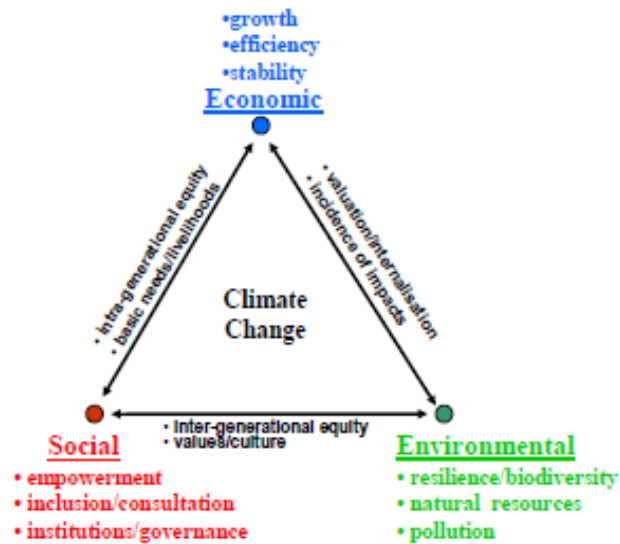 •growth
•efficiency
•stability
Economic
• intra-generational equity
• basic needs/livelihoods
• valuation/internalisation
• incidence of impacts
Climate
Change
• inter-generational equity
• values/culture
Social
• empowerment
• inclusion/consultation
• institutions/governance
Environmental
• resilience/biodiversity
• natural resources
• pollution